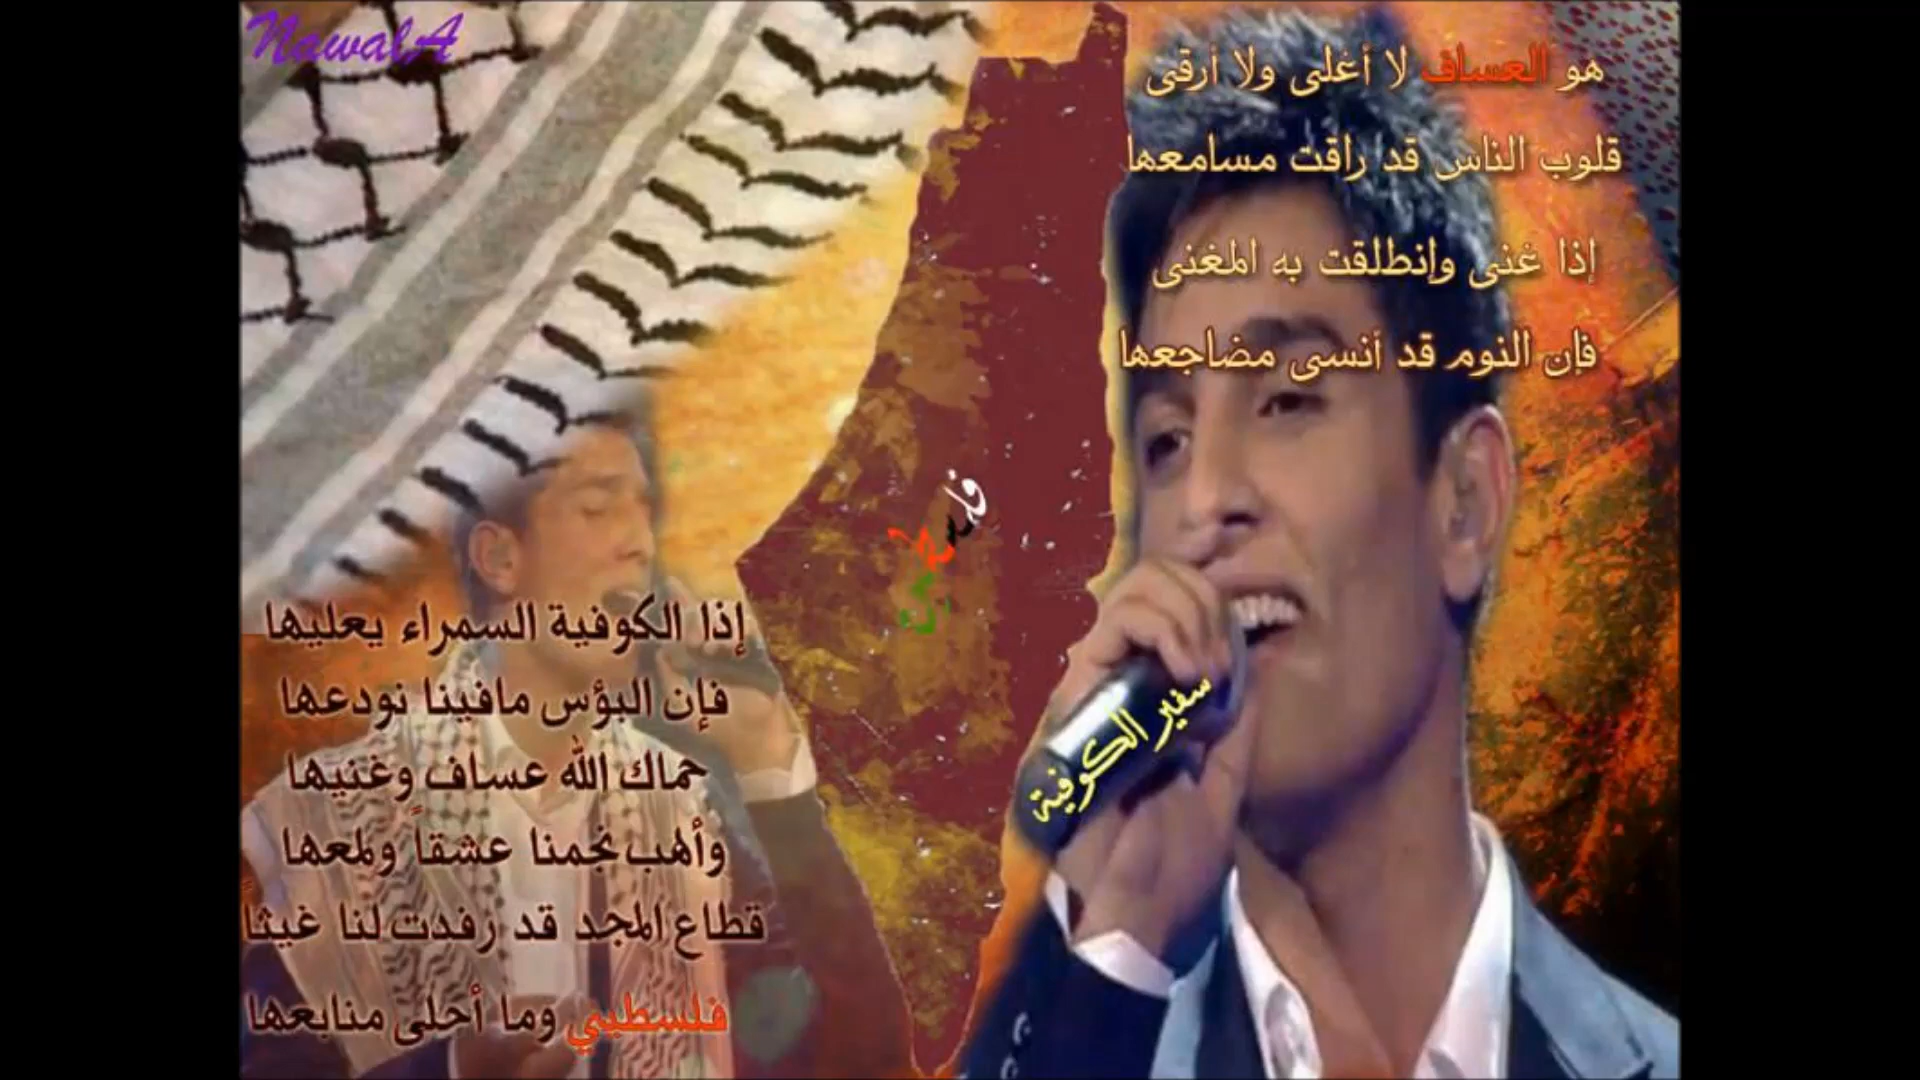 NawalA
هو العساف لا أغلى ولا أرقى
قلوب الناس قد راقت مسامعها
إذا غنى وإنطلقت به المغنى
فإن النوم قد أنسى مضاجعها
سفير الكوفية
إذا الكوفية السمراء يعليها
فإن البؤس مافينا نودعها
حماك الله عساف وغنيها
وألهب نجمنا عشقاً ولمعها
قطاع المجد قد رفدت لنا غيثا
فلسطيني وما أحلى منابعها